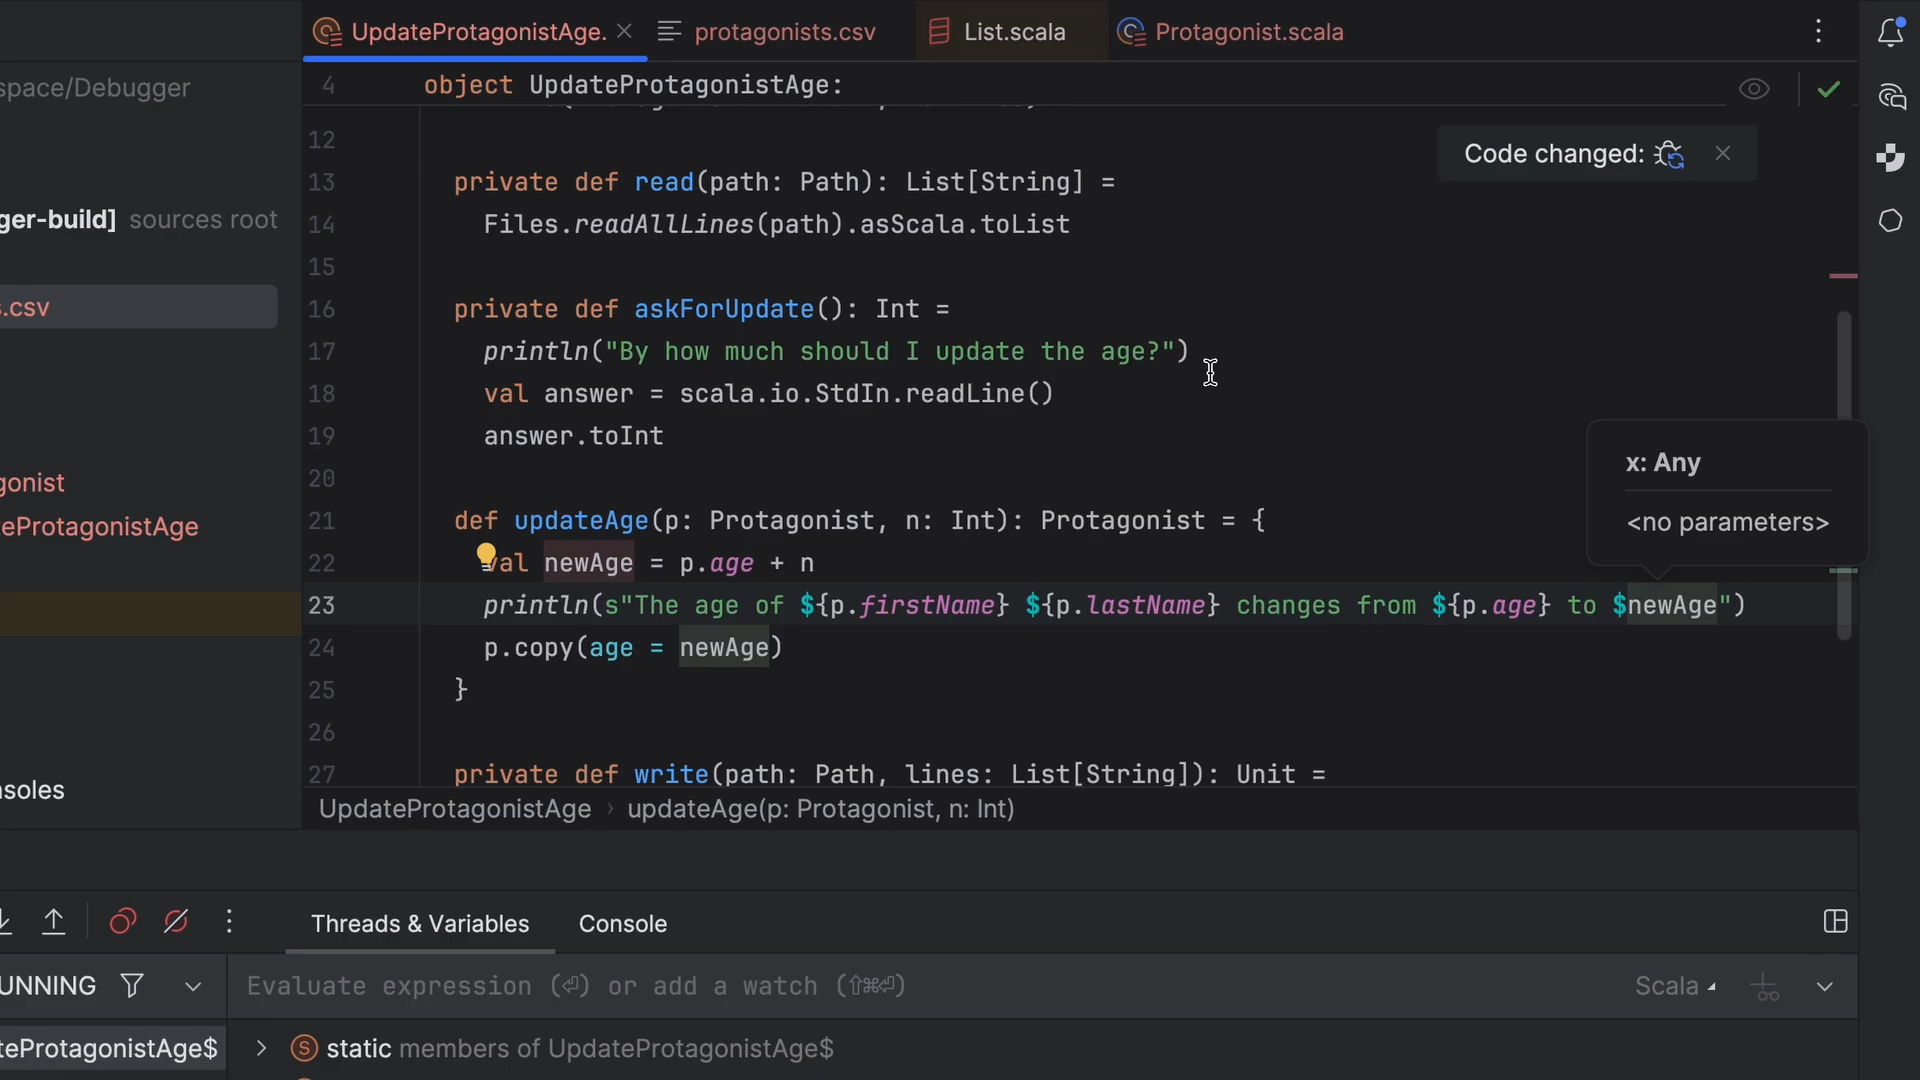 UpdateProtagonistAge.
protagonists.csv
List.scala
Protagonist.scala
space/Debugger
ger-build] sources root
s.csv
gonist
eProtagonistAge
nsoles
4 object UpdateProtagonistAge:
Code changed:
12
13 private def read(path: Path): List[String] =
14 Files.readAllLines(path).asScala.toList
15
16 private def askForUpdate(): Int =
17 println("By how much should I update the age?")
18 val answer = scala.io.StdIn.readLine()
19 answer.toInt
20
x: Any
<no parameters>
21 def updateAge(p: Protagonist, n: Int): Protagonist = {
22 val newAge = p.age + n
23 println(s"The age of ${p.firstName} ${p.lastName} changes from ${p.age} to $newAge")
24 p.copy(age = newAge)
25 }
26
27 private def write(path: Path, lines: List[String]): Unit =
UpdateProtagonistAge › updateAge(p: Protagonist, n: Int)
Threads & Variables
Console
UNNING
Evaluate expression (⏎) or add a watch (⇧⌘⏎)
Scala
teProtagonistAge$
S static members of UpdateProtagonistAge$